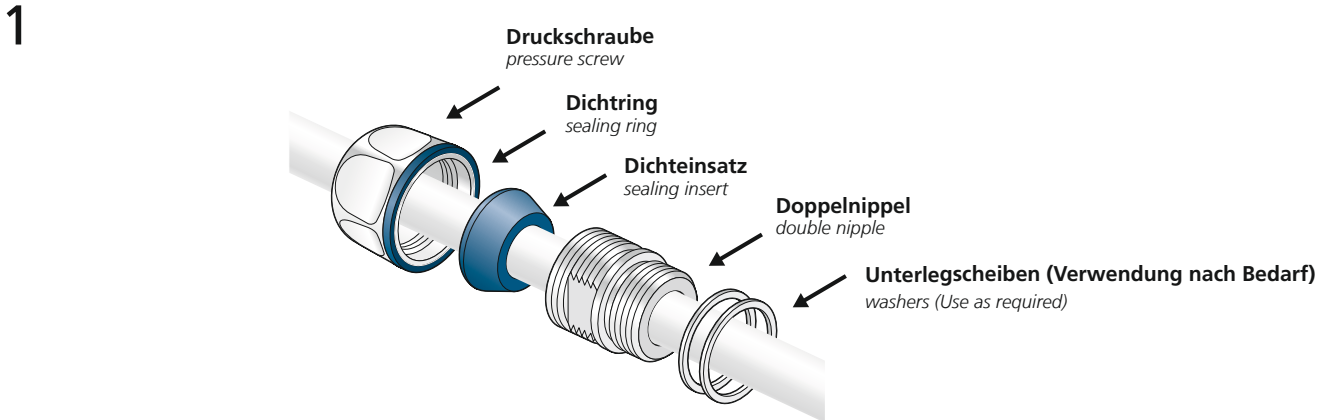 1
Druckschraube
pressure screw
Dichtring
sealing ring
Dichteinsatz
sealing insert
Doppelnippel
double nipple
Unterlegscheiben (Verwendung nach Bedarf)
washers (Use as required)